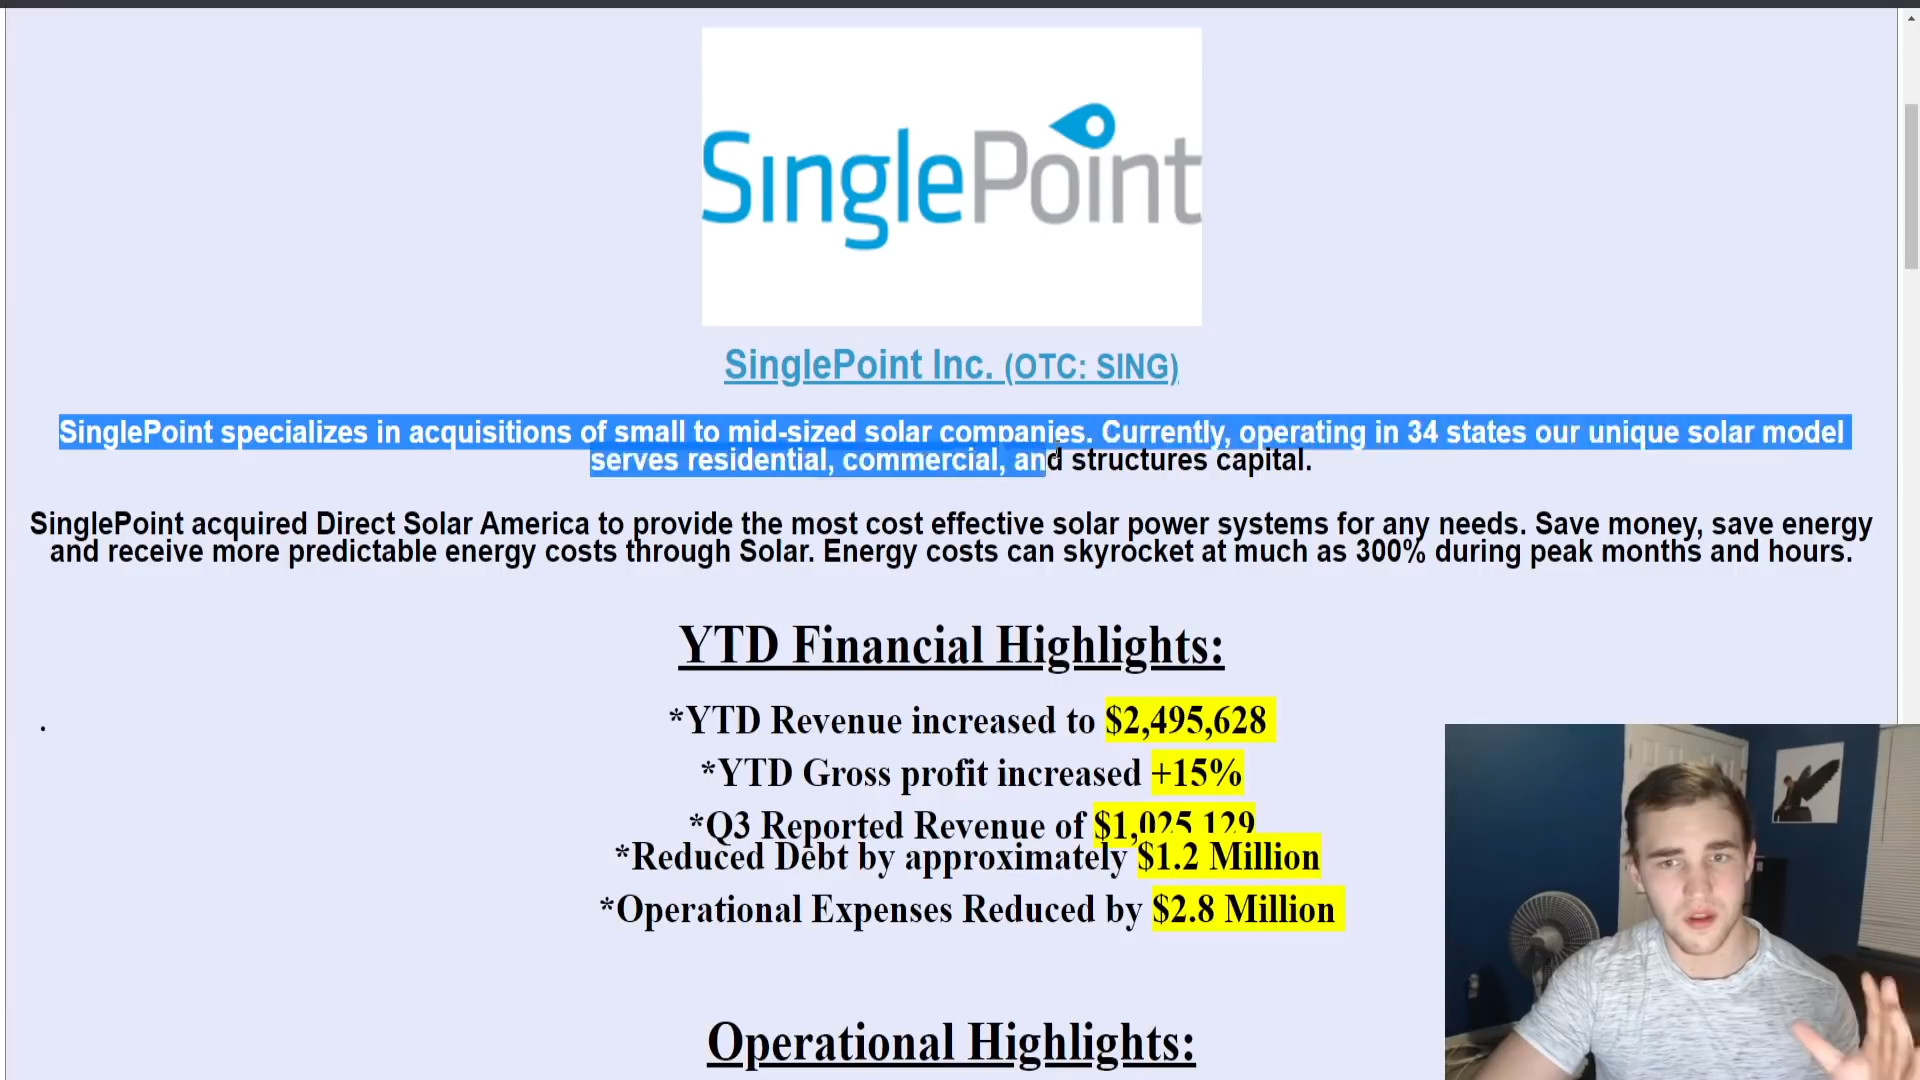 SinglePoint
SinglePoint Inc. (OTC: SING)
SinglePoint specializes in acquisitions of small to mid-sized solar companies. Currently, operating in 34 states our unique solar model
serves residential, commercial, and structures capital.
SinglePoint acquired Direct Solar America to provide the most cost effective solar power systems for any needs. Save money, save energy
and receive more predictable energy costs through Solar. Energy costs can skyrocket at much as 300% during peak months and hours.
YTD Financial Highlights:
*YTD Revenue increased to $2,495,628
.
*YTD Gross profit increased +15%
*Q3 Reported Revenue of $1,025,129
*Reduced Debt by approximately $1.2 Million
*Operational Expenses Reduced by $2.8 Million
Operational Highlights: